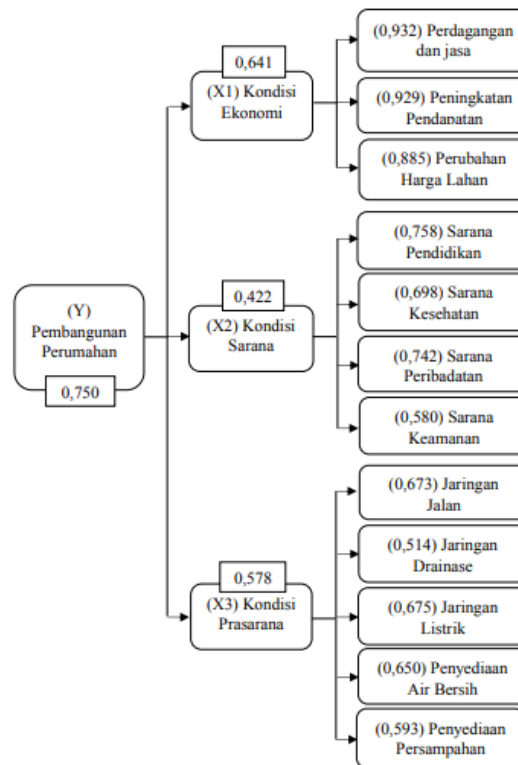 (Y)
Pembangunan
Perumahan
0,750
0,641
(X1) Kondisi
Ekonomi
(0,932) Perdagangan
dan jasa
(0,929) Peningkatan
Pendapatan
(0,885) Perubahan
Harga Lahan
0,422
(X2) Kondisi
Sarana
(0,758) Sarana
Pendidikan
(0,698) Sarana
Kesehatan
(0,742) Sarana
Peribadatan
(0,580) Sarana
Keamanan
0,578
(X3) Kondisi
Prasarana
(0,673) Jaringan
Jalan
(0,514) Jaringan
Drainase
(0,675) Jaringan
Listrik
(0,650) Penyediaan
Air Bersih
(0,593) Penyediaan
Persampahan